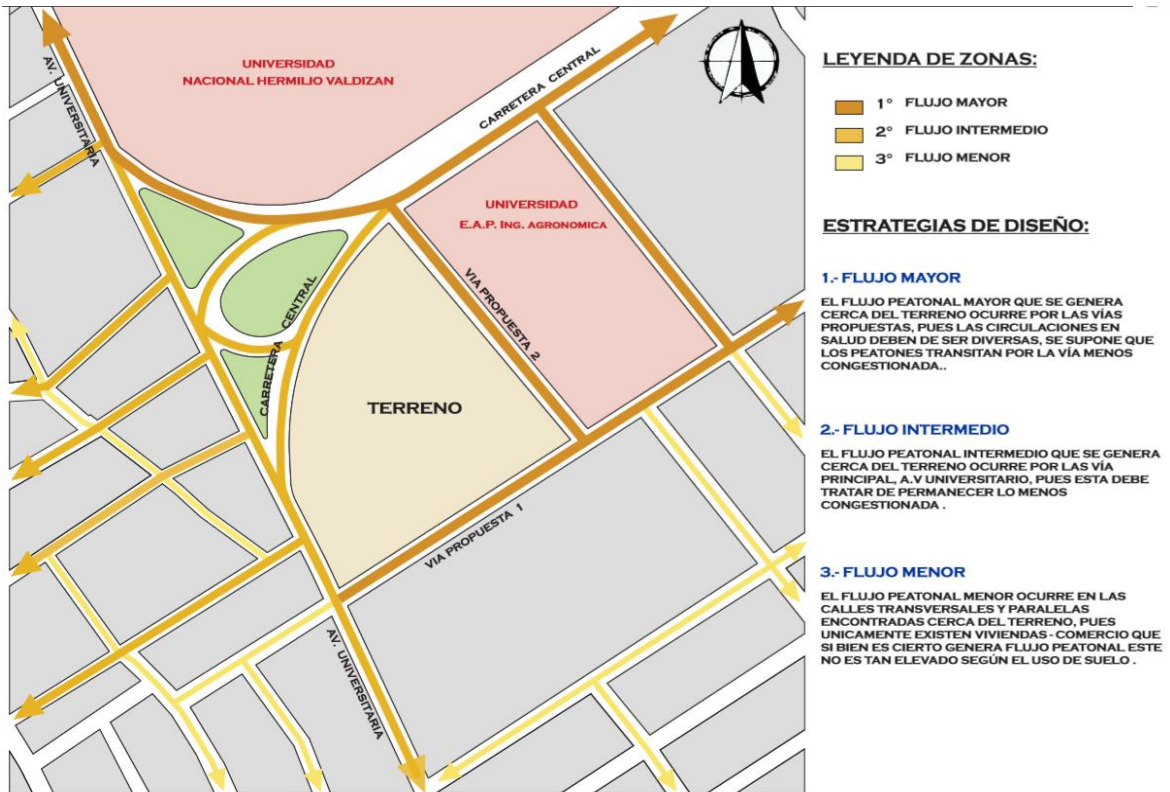 UNIVERSIDAD
NACIONAL HERMILIO VALDIZAN
AV. UNIVERSITARIA
CARRETERA CENTRAL
UNIVERSIDAD
E.A.P. ING. AGRONOMICA
CARRETERA CENTRAL
VIA PROPUESTA 2
TERRENO
VIA PROPUESTA 1
AV. UNIVERSITARIA
LEYENDA DE ZONAS:
1° FLUJO MAYOR
2° FLUJO INTERMEDIO
3° FLUJO MENOR
ESTRATEGIAS DE DISEÑO:
1.- FLUJO MAYOR
EL FLUJO PEATONAL MAYOR QUE SE GENERA
CERCA DEL TERRENO OCURRE POR LAS VÍAS
PROPUESTAS, PUES LAS CIRCULACIONES EN
SALUD DEBEN DE SER DIVERSAS, SE SUPONE QUE
LOS PEATONES TRANSITAN POR LA VÍA MENOS
CONGESTIONADA..
2.- FLUJO INTERMEDIO
EL FLUJO PEATONAL INTERMEDIO QUE SE GENERA
CERCA DEL TERRENO OCURRE POR LAS VÍA
PRINCIPAL, A.V UNIVERSITARIO, PUES ESTA DEBE
TRATAR DE PERMANECER LO MENOS
CONGESTIONADA .
3.- FLUJO MENOR
EL FLUJO PEATONAL MENOR OCURRE EN LAS
CALLES TRANSVERSALES Y PARALELAS
ENCONTRADAS CERCA DEL TERRENO, PUES
UNICAMENTE EXISTEN VIVIENDAS - COMERCIO QUE
SI BIEN ES CIERTO GENERA FLUJO PEATONAL ESTE
NO ES TAN ELEVADO SEGÚN EL USO DE SUELO .